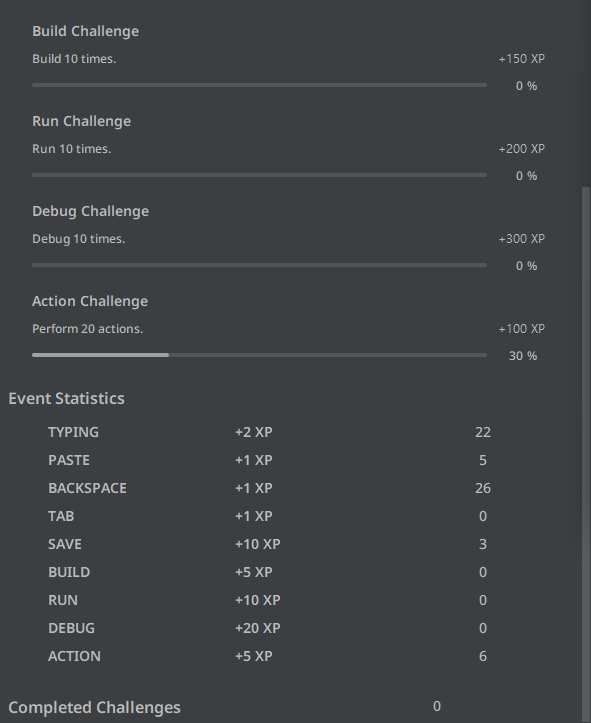 Build Challenge
Build 10 times. +150 XP
0 %
Run Challenge
Run 10 times. +200 XP
0 %
Debug Challenge
Debug 10 times. +300 XP
0 %
Action Challenge
Perform 20 actions. +100 XP
30 %
Event Statistics
TYPING +2 XP 22
PASTE +1 XP 5
BACKSPACE +1 XP 26
TAB +1 XP 0
SAVE +10 XP 3
BUILD +5 XP 0
RUN +10 XP 0
DEBUG +20 XP 0
ACTION +5 XP 6
Completed Challenges 0